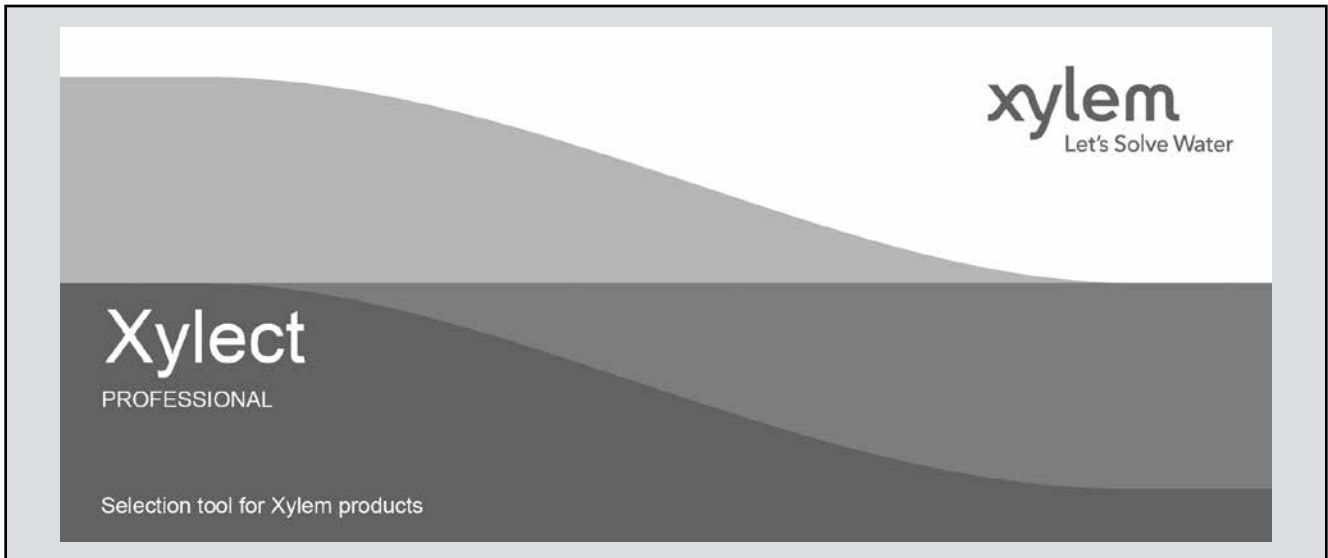 xylem
Let's Solve Water
Xylect
PROFESSIONAL
Selection tool for Xylem products